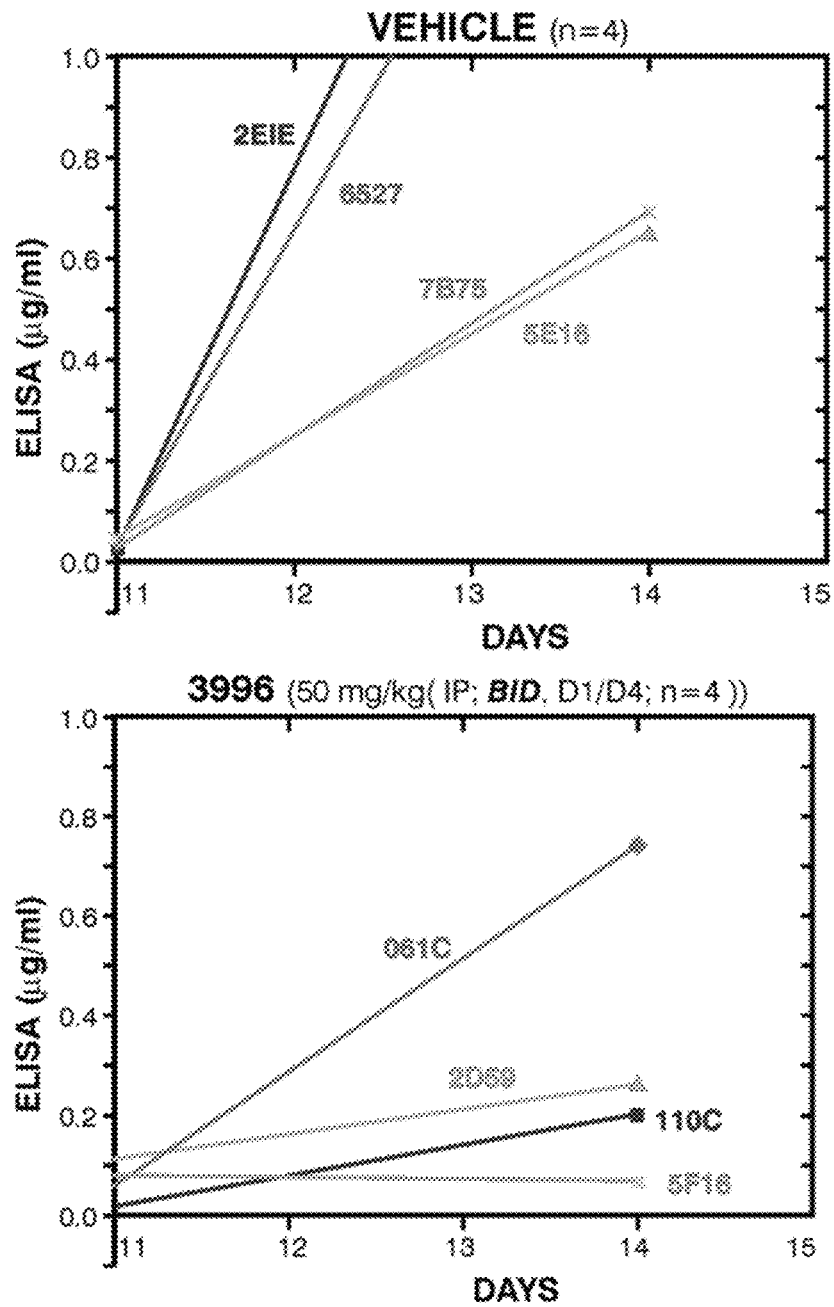 VEHICLE (n=4)
1.0
0.8
0.6
0.4
0.2
0.0
ELISA (µg/ml)
2EIE
6527
7B75
5E16
11 12 13 14 15
DAYS
3996 (50 mg/kg( IP; BID, D1/D4; n=4 ))
1.0
0.8
0.6
0.4
0.2
0.0
ELISA (µg/ml)
061C
2D69
110C
5F16
11 12 13 14 15
DAYS